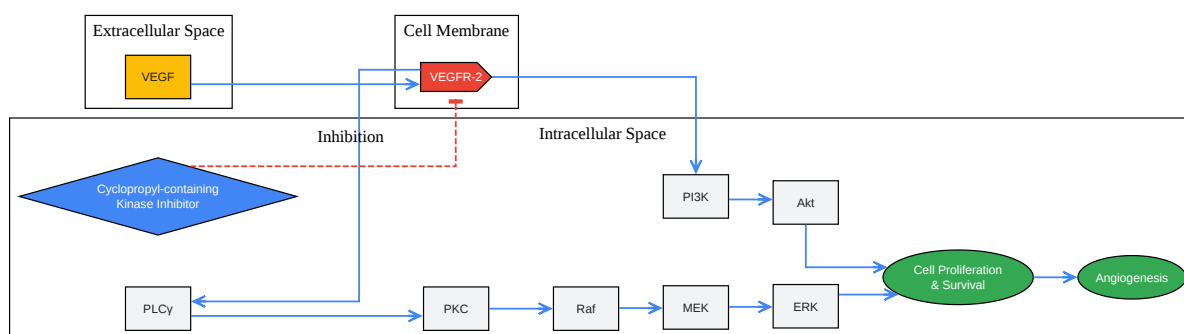 Extracellular Space
Cell Membrane
VEGF
VEGFR-2
Inhibition
Intracellular Space
Cyclopropyl-containing
Kinase Inhibitor
PI3K
Akt
Cell Proliferation
& Survival
Angiogenesis
PLCγ
PKC
Raf
MEK
ERK